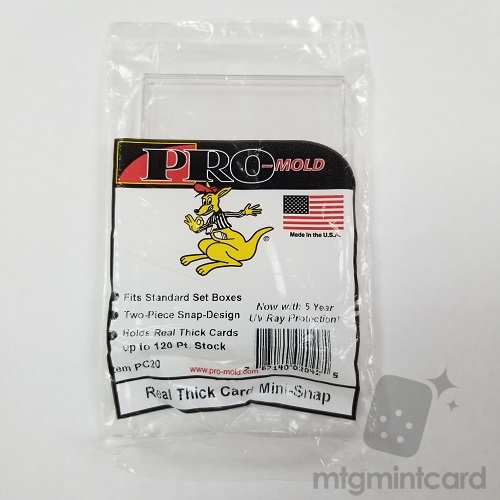 PRO-MOLD
®
Made In the U.S.A.
Fits Standard Set Boxes
Two-Piece Snap-Design
Holds Real Thick Cards
up to 120 Pt. Stock
Now with 5 Year
UV Ray Protection!
Item PC20
www.pro-mold.com
Real Thick Card Mini-Snap
mtgmintcard